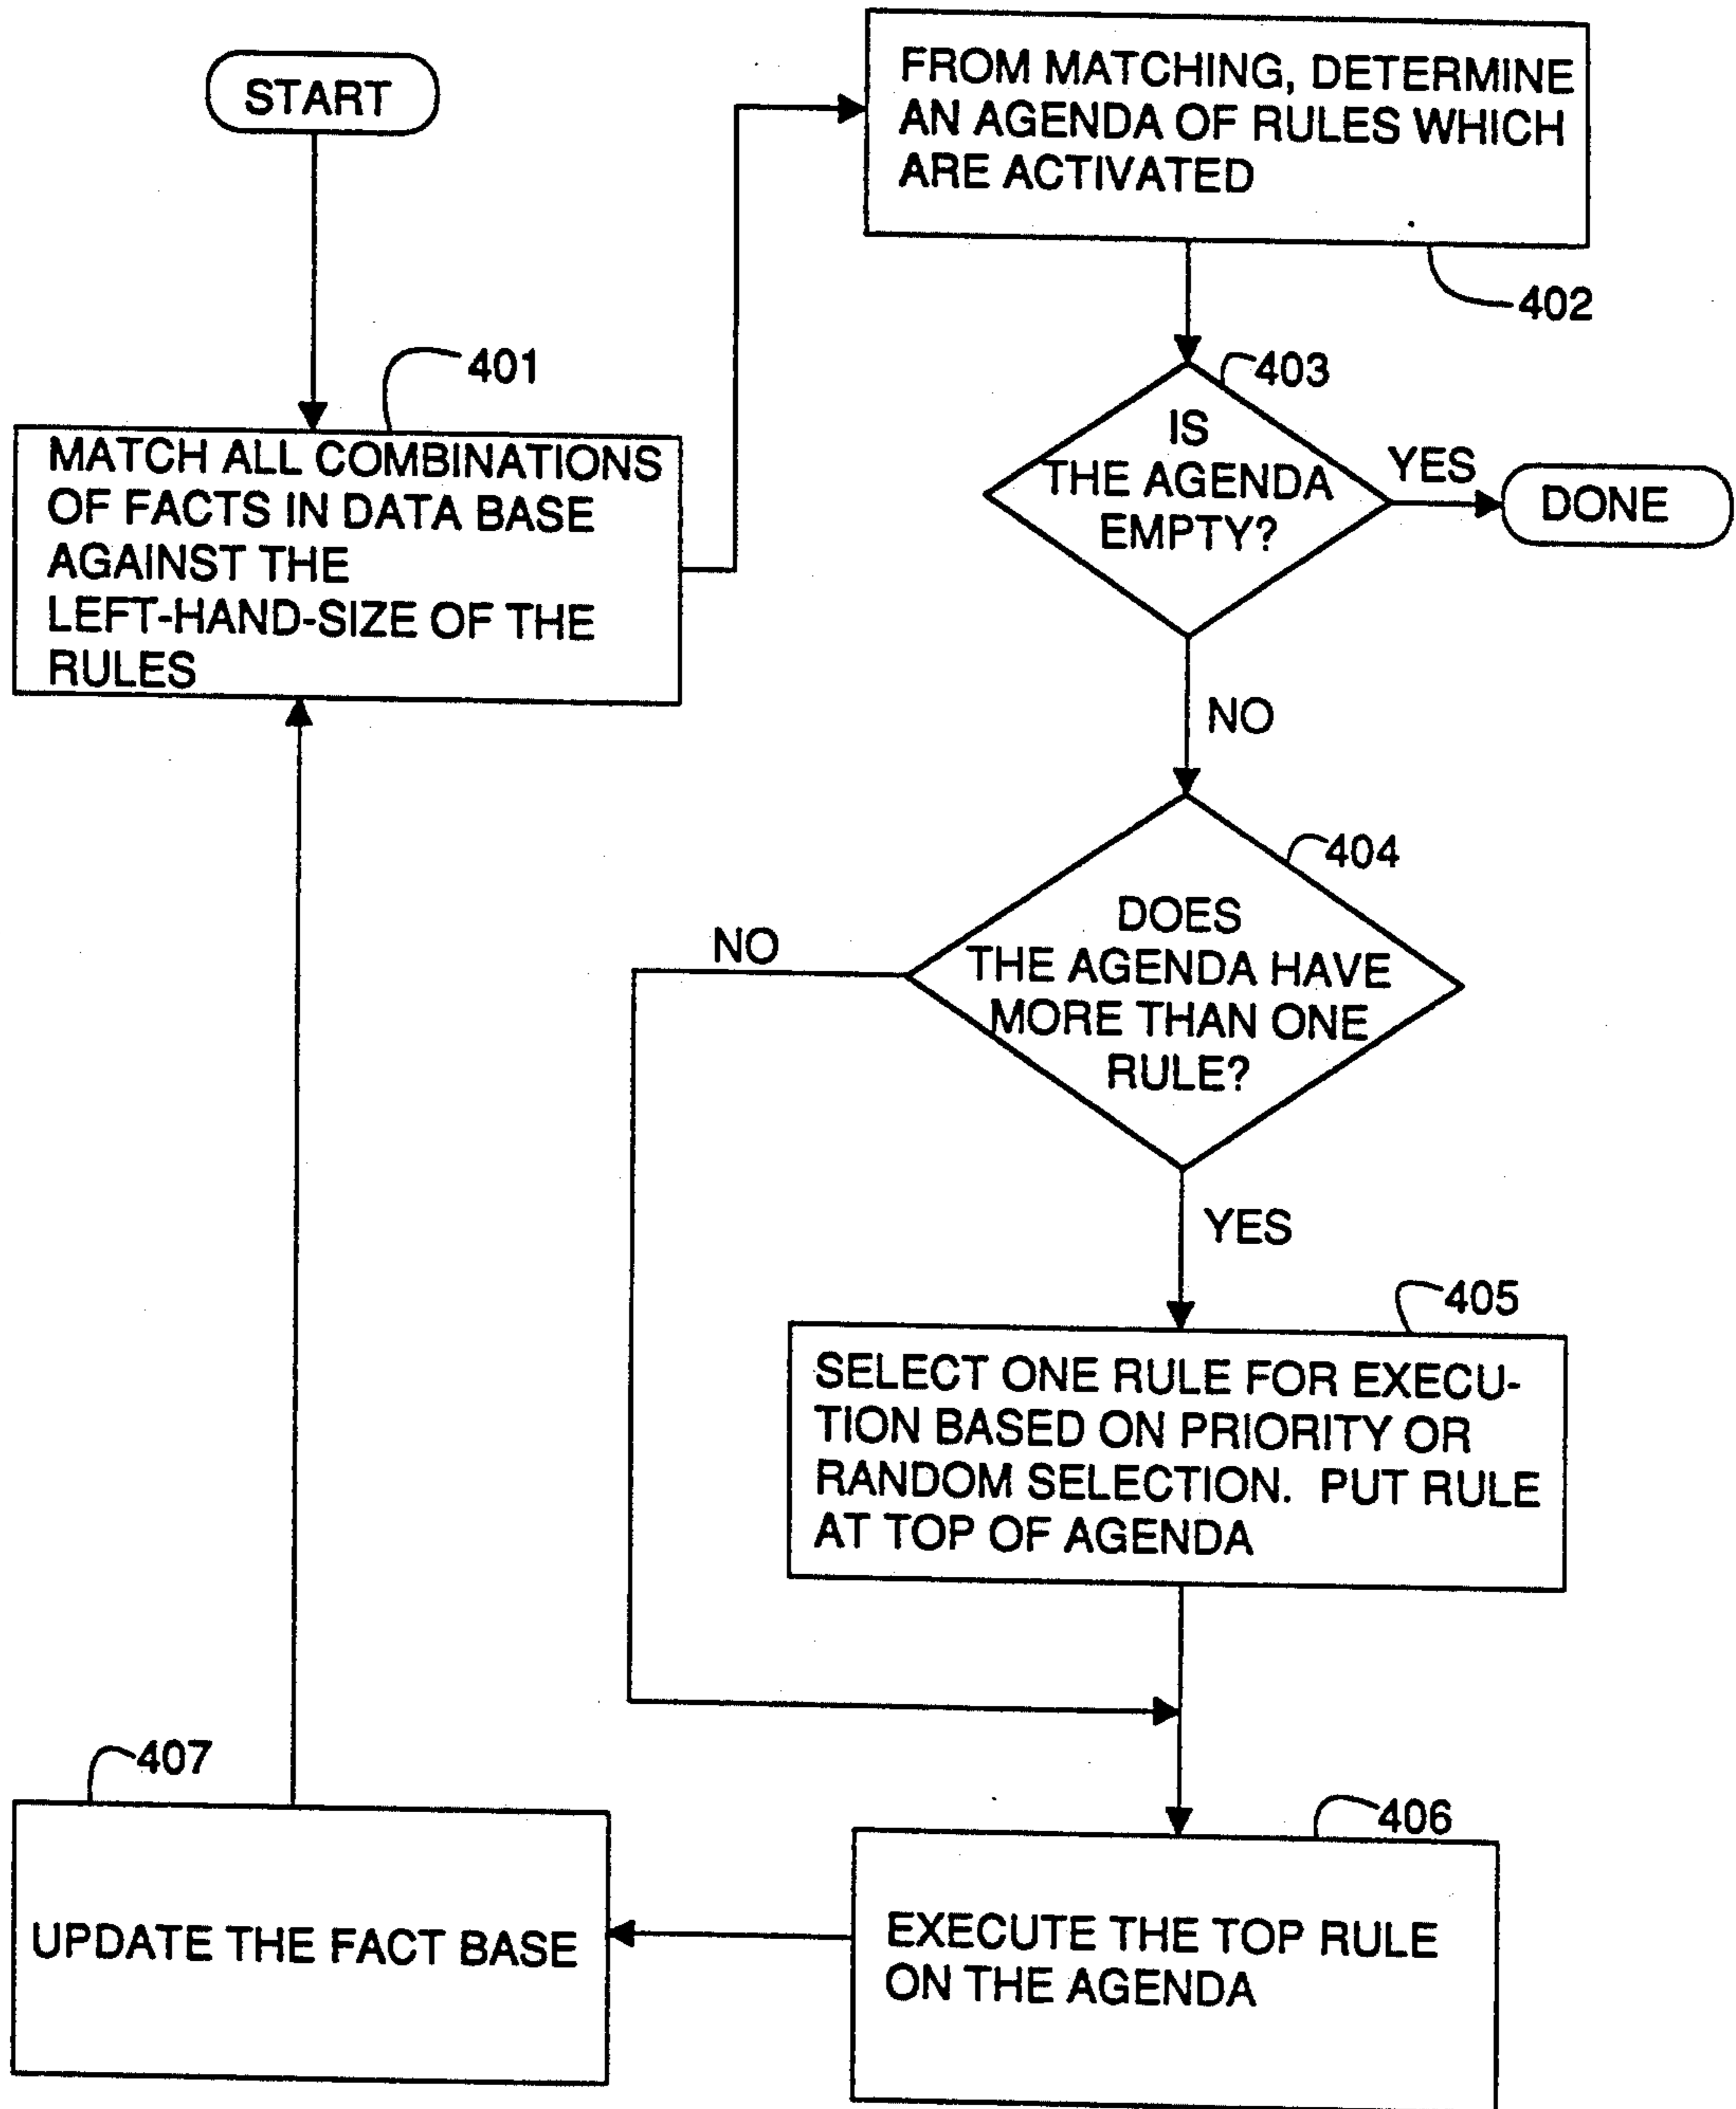 START
401
MATCH ALL COMBINATIONS
OF FACTS IN DATA BASE
AGAINST THE
LEFT-HAND-SIZE OF THE
RULES
FROM MATCHING, DETERMINE
AN AGENDA OF RULES WHICH
ARE ACTIVATED
402
403
IS
THE AGENDA
EMPTY?
YES
DONE
NO
404
DOES
THE AGENDA HAVE
MORE THAN ONE
RULE?
NO
YES
405
SELECT ONE RULE FOR EXECU-
TION BASED ON PRIORITY OR
RANDOM SELECTION. PUT RULE
AT TOP OF AGENDA
406
EXECUTE THE TOP RULE
ON THE AGENDA
407
UPDATE THE FACT BASE